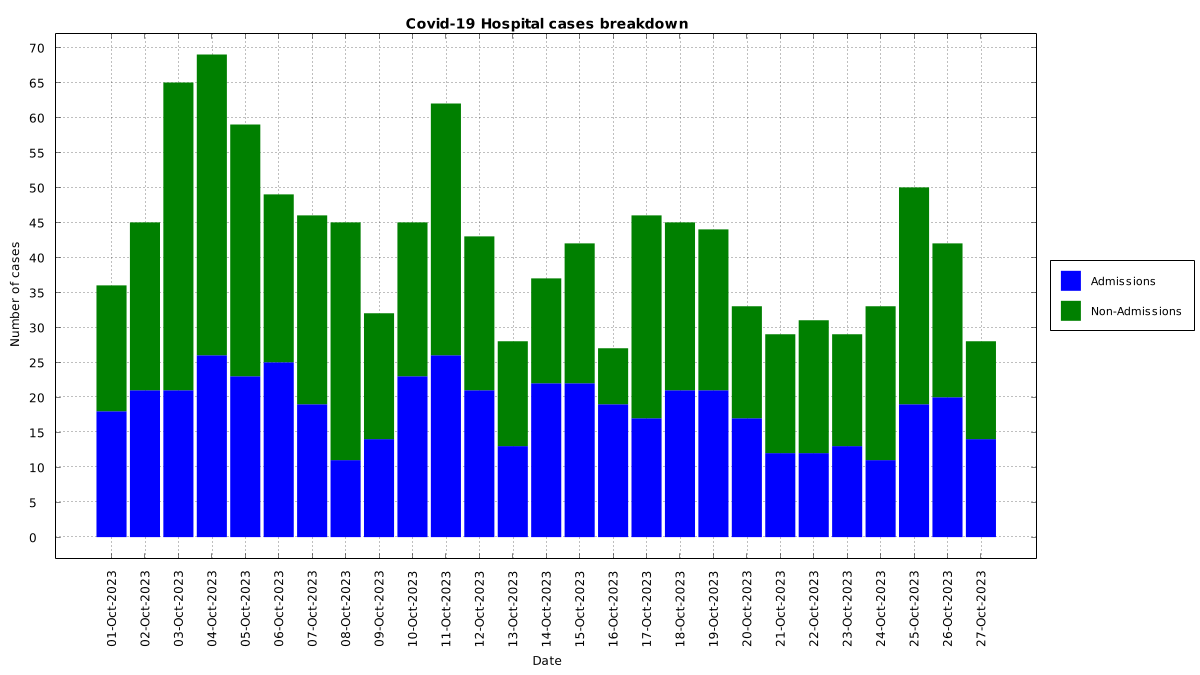 Covid-19 Hospital cases breakdown
70
65
60
55
50
45
40
35
30
25
20
15
10
5
0
Number of cases
01-Oct-2023
02-Oct-2023
03-Oct-2023
04-Oct-2023
05-Oct-2023
06-Oct-2023
07-Oct-2023
08-Oct-2023
09-Oct-2023
10-Oct-2023
11-Oct-2023
12-Oct-2023
13-Oct-2023
14-Oct-2023
15-Oct-2023
16-Oct-2023
17-Oct-2023
18-Oct-2023
19-Oct-2023
20-Oct-2023
21-Oct-2023
22-Oct-2023
23-Oct-2023
24-Oct-2023
25-Oct-2023
26-Oct-2023
27-Oct-2023
Date
Admissions
Non-Admissions